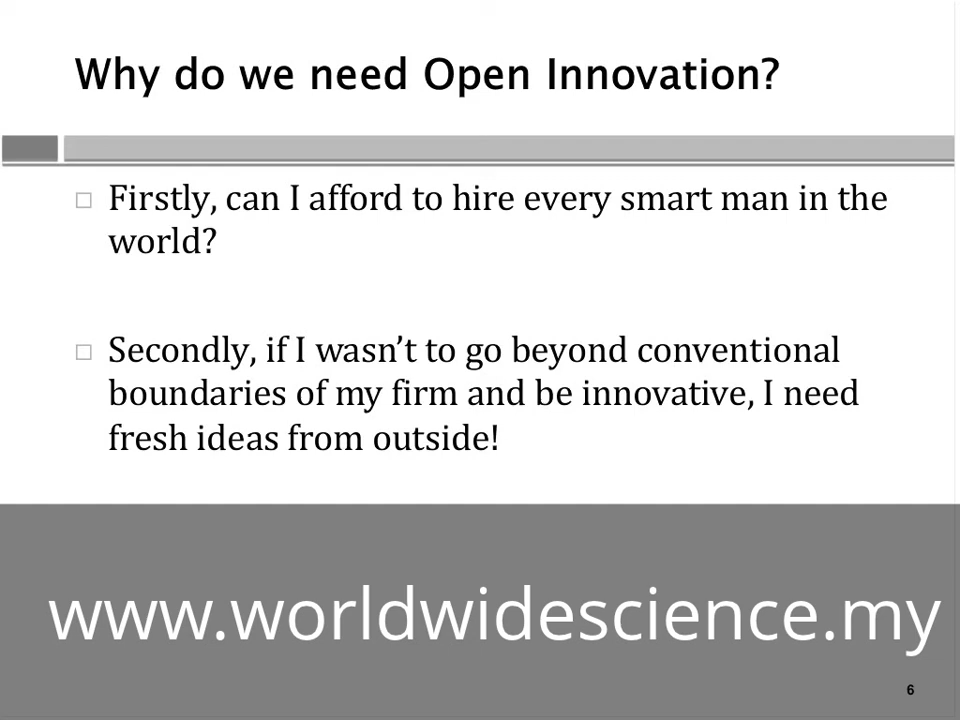 Why do we need Open Innovation?
Firstly, can I afford to hire every smart man in the
world?
Secondly, if I wasn’t to go beyond conventional
boundaries of my firm and be innovative, I need
fresh ideas from outside!
www.worldwidescience.my
6